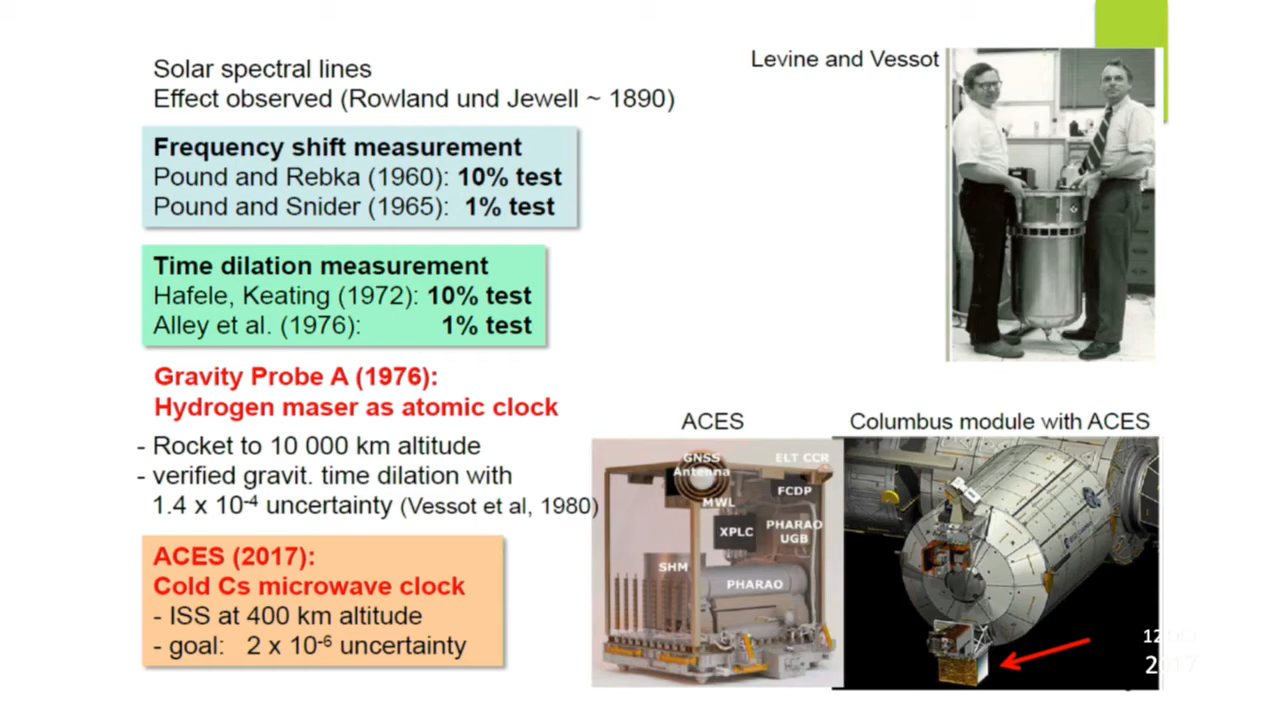 Solar spectral lines
Effect observed (Rowland und Jewell ~ 1890)
Levine and Vessot
Frequency shift measurement
Pound and Rebka (1960): 10% test
Pound and Snider (1965): 1% test
Time dilation measurement
Hafele, Keating (1972): 10% test
Alley et al. (1976): 1% test
Gravity Probe A (1976):
Hydrogen maser as atomic clock
- Rocket to 10 000 km altitude
- verified gravit. time dilation with
1.4 x 10⁻⁴ uncertainty (Vessot et al, 1980)
ACES (2017):
Cold Cs microwave clock
- ISS at 400 km altitude
- goal: 2 x 10⁻⁶ uncertainty
ACES
GNSS
Antenna
ELT CCR
FCDP
MWL
XPLC
PHARAO
UGB
SHM
PHARAO
Columbus module with ACES
2017